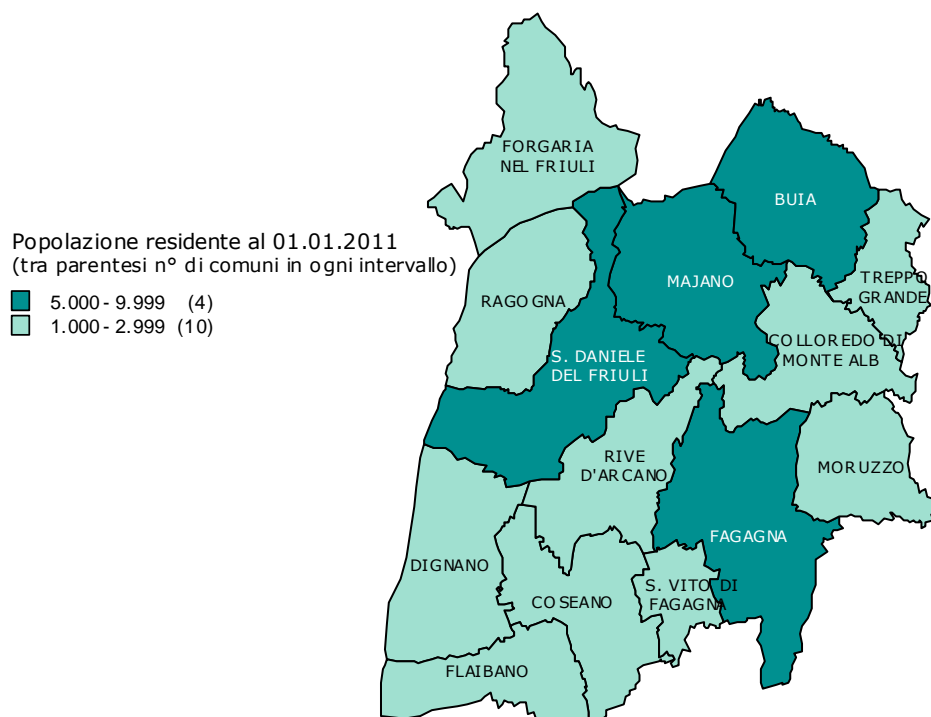 FORGARIA
NEL FRIULI
BUIA
Popolazione residente al 01.01.2011
(tra parentesi n° di comuni in ogni intervallo)
5.000 - 9.999 (4)
1.000 - 2.999 (10)
RAGOGNA
MAJANO
TREPPO
GRANDE
S. DANIELE
DEL FRIULI
COLLOREDO DI
MONTE ALB
RIVE
D'ARCANO
MORUZZO
FAGAGNA
DIGNANO
COSEANO
S. VITO DI
FAGAGNA
FLAIBANO